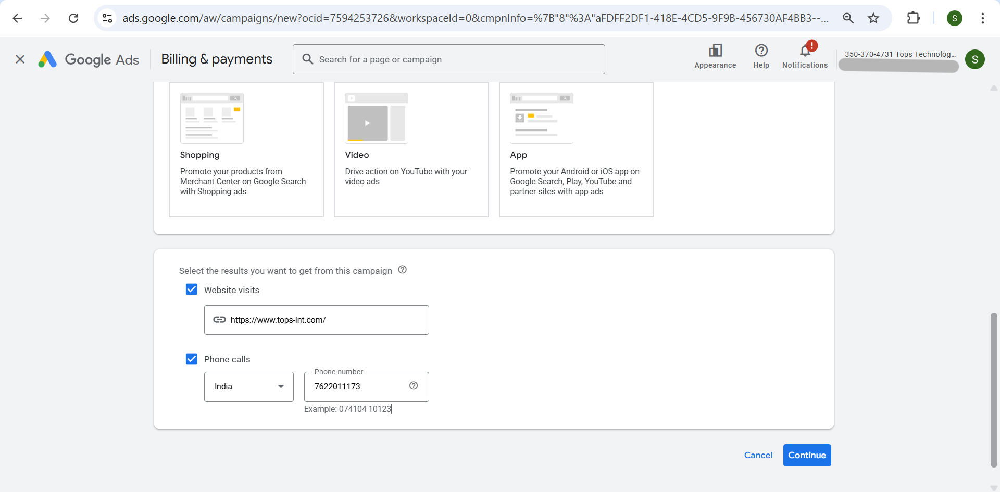 ads.google.com/aw/campaigns/new?ocid=7594253726&workspaceId=0&cmpnInfo=%7B"8"%3A"aFDFF2DF1-418E-4CD5-9F9B-456730AF4BB3--...
S
Google Ads
Billing & payments
Search for a page or campaign
Appearance
Help
!
Notifications
350-370-4731 Tops Technolog...
S
Shopping
Promote your products from
Merchant Center on Google Search
with Shopping ads
Video
Drive action on YouTube with your
video ads
App
Promote your Android or iOS app on
Google Search, Play, YouTube and
partner sites with app ads
Select the results you want to get from this campaign
Website visits
https://www.tops-int.com/
Phone calls
India
Phone number
7622011173
Example: 074104 10123
Cancel
Continue